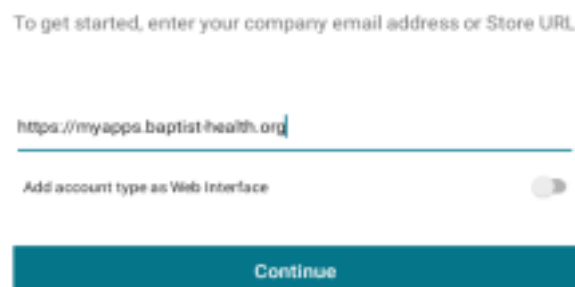 To get started, enter your company email address or Store URL
https://myapps.baptist-health.org
Add account type as Web Interface
Continue